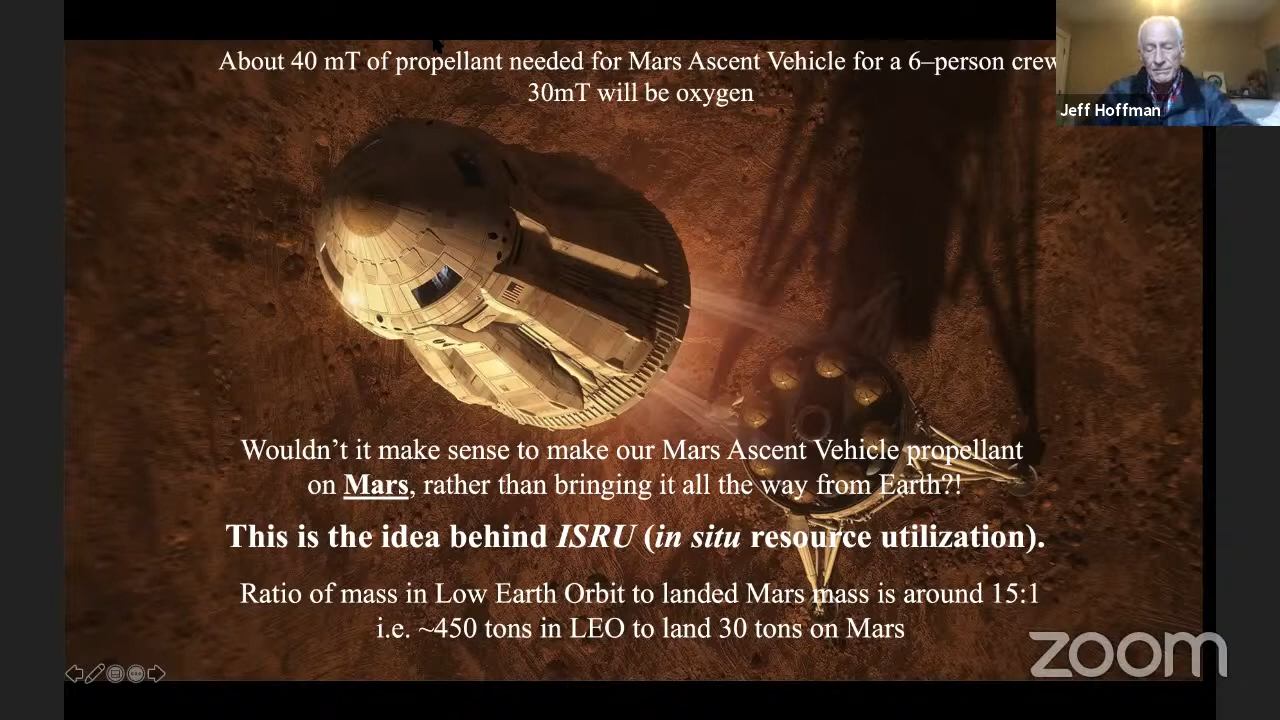 About 40 mT of propellant needed for Mars Ascent Vehicle for a 6–person crew
30mT will be oxygen
Jeff Hoffman
Wouldn’t it make sense to make our Mars Ascent Vehicle propellant
on Mars, rather than bringing it all the way from Earth?!
This is the idea behind ISRU (in situ resource utilization).
Ratio of mass in Low Earth Orbit to landed Mars mass is around 15:1
i.e. ~450 tons in LEO to land 30 tons on Mars
zoom